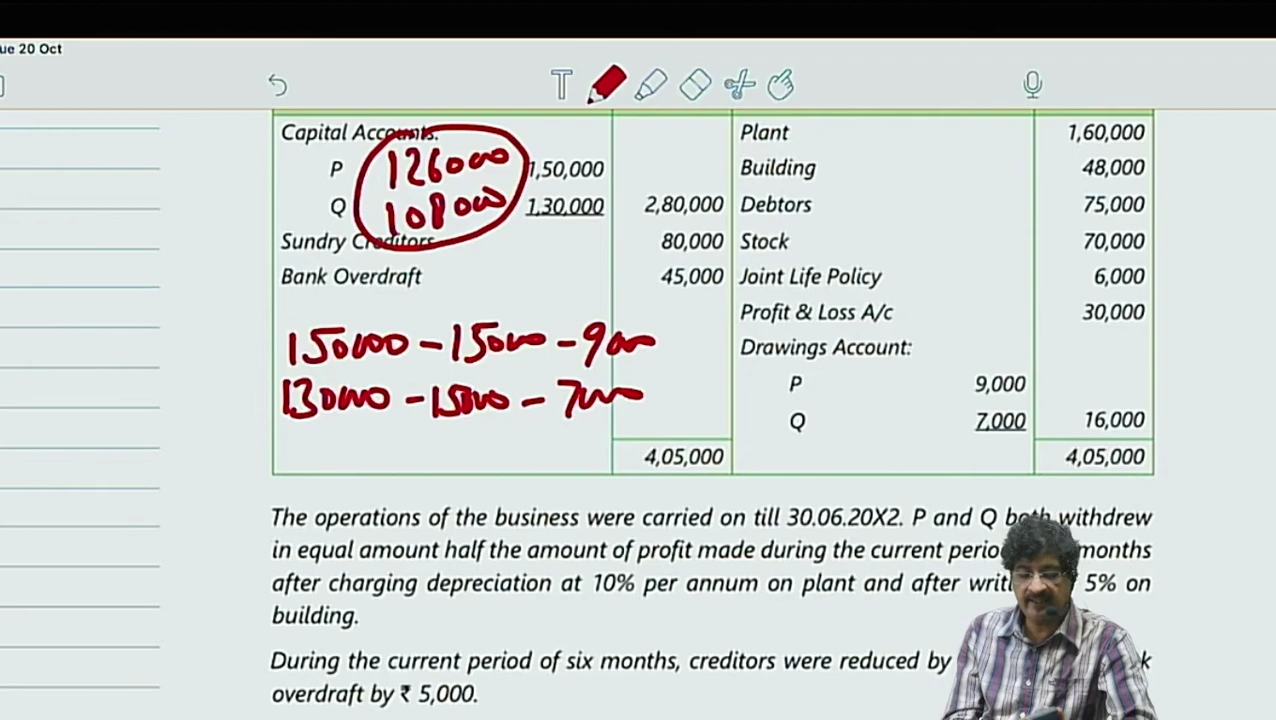 ue 20 Oct
T
Capital Accounts:
P 126000 1,50,000
Q 108000 1,30,000 2,80,000
Sundry Creditors 80,000
Bank Overdraft 45,000
150000 - 15000 - 9000
130000 - 15000 - 7000
4,05,000
Plant 1,60,000
Building 48,000
Debtors 75,000
Stock 70,000
Joint Life Policy 6,000
Profit & Loss A/c 30,000
Drawings Account:
P 9,000
Q 7,000 16,000
4,05,000
The operations of the business were carried on till 30.06.20X2. P and Q both withdrew
in equal amount half the amount of profit made during the current months
after charging depreciation at 10% per annum on plant and after 5% on
building.
During the current period of six months, creditors were reduced by
overdraft by ₹ 5,000.